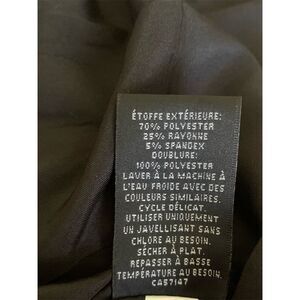 ÉTOFFE EXTÉRIEURE:
70% POLYESTER
25% RAYONNE
5% SPANDEX
DOUBLURE:
100% POLYESTER
LAVER À LA MACHINE À
L'EAU FROIDE AVEC DES
COULEURS SIMILAIRES.
CYCLE DÉLICAT.
UTILISER UNIQUEMENT
UN JAVELLISANT SANS
CHLORE AU BESOIN.
SÉCHER À PLAT.
REPASSER À BASSE
TEMPÉRATURE AU BESOIN.
CA57147